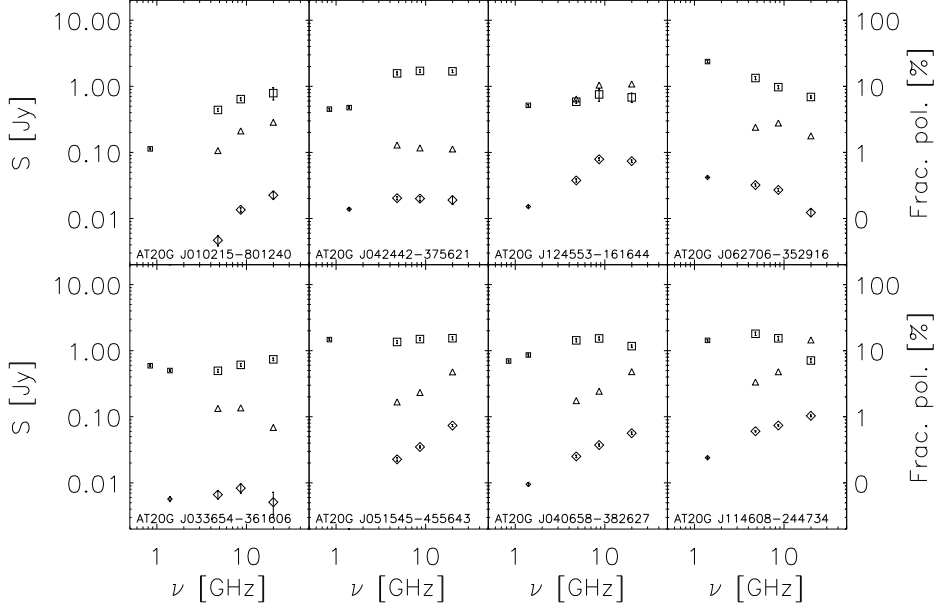 10.00
1.00
0.10
0.01
S [Jy]
AT20G J010215−801240
AT20G J042442−375621
AT20G J124553−161644
AT20G J062706−352916
100
10
1
0
Frac. pol. [%]
10.00
1.00
0.10
0.01
S [Jy]
AT20G J033654−361606
AT20G J051545−455643
AT20G J040658−382627
AT20G J114608−244734
100
10
1
0
Frac. pol. [%]
1 10
1 10
1 10
1 10
ν [GHz]
ν [GHz]
ν [GHz]
ν [GHz]